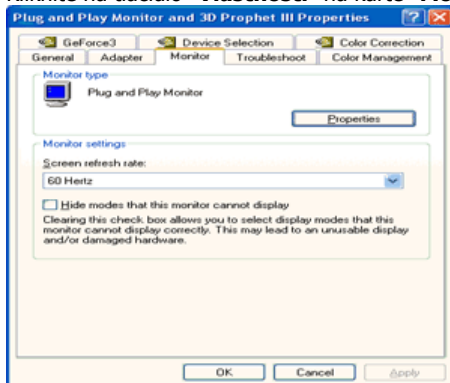 Plug and Play Monitor and 3D Prophet III Properties
GeForce3 Device Selection Color Correction
General Adapter Monitor Troubleshoot Color Management
Monitor type
Plug and Play Monitor
Properties
Monitor settings
Screen refresh rate:
60 Hertz
Hide modes that this monitor cannot display
Clearing this check box allows you to select display modes that this
monitor cannot display correctly. This may lead to an unusable display
and/or damaged hardware.
OK Cancel Apply